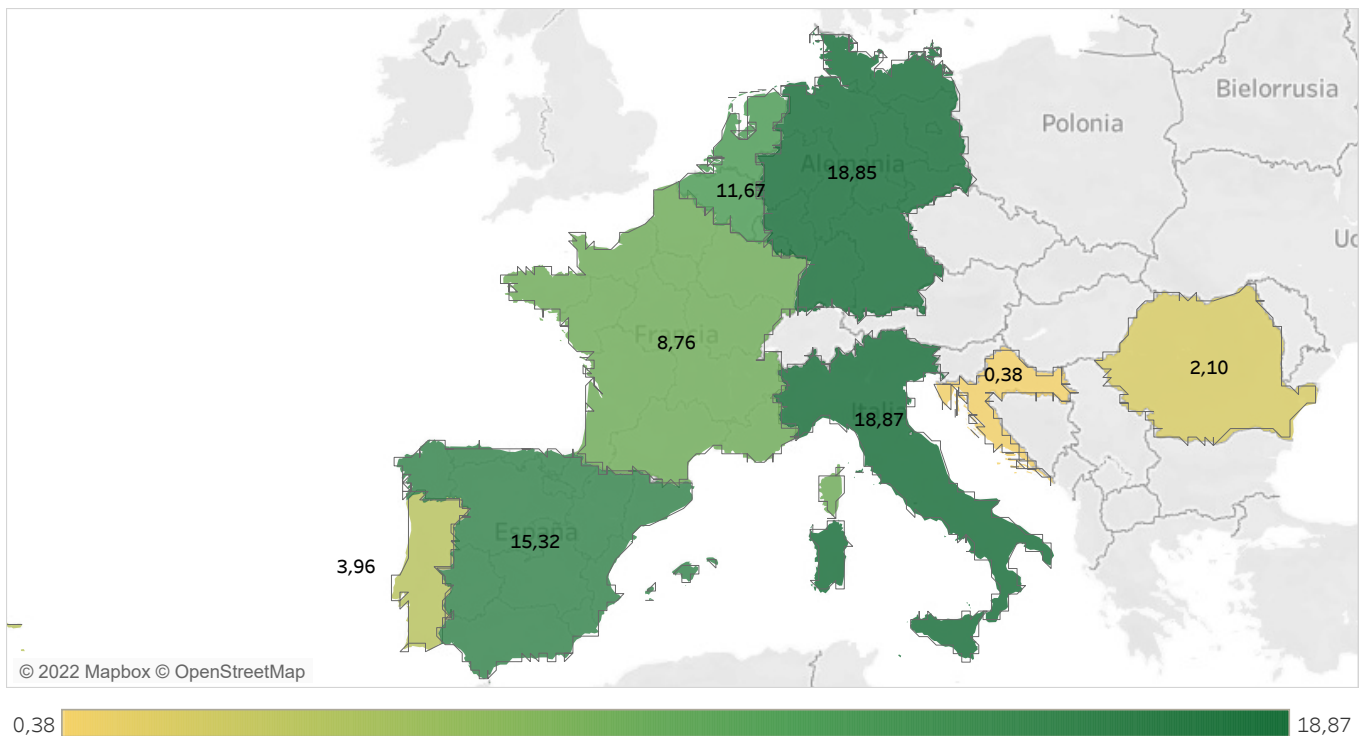 Bielorrusia
Polonia
Alemania
18,85
11,67
Uc
Francia
8,76
2,10
0,38
Italia
18,87
España
15,32
3,96
© 2022 Mapbox © OpenStreetMap
0,38
18,87